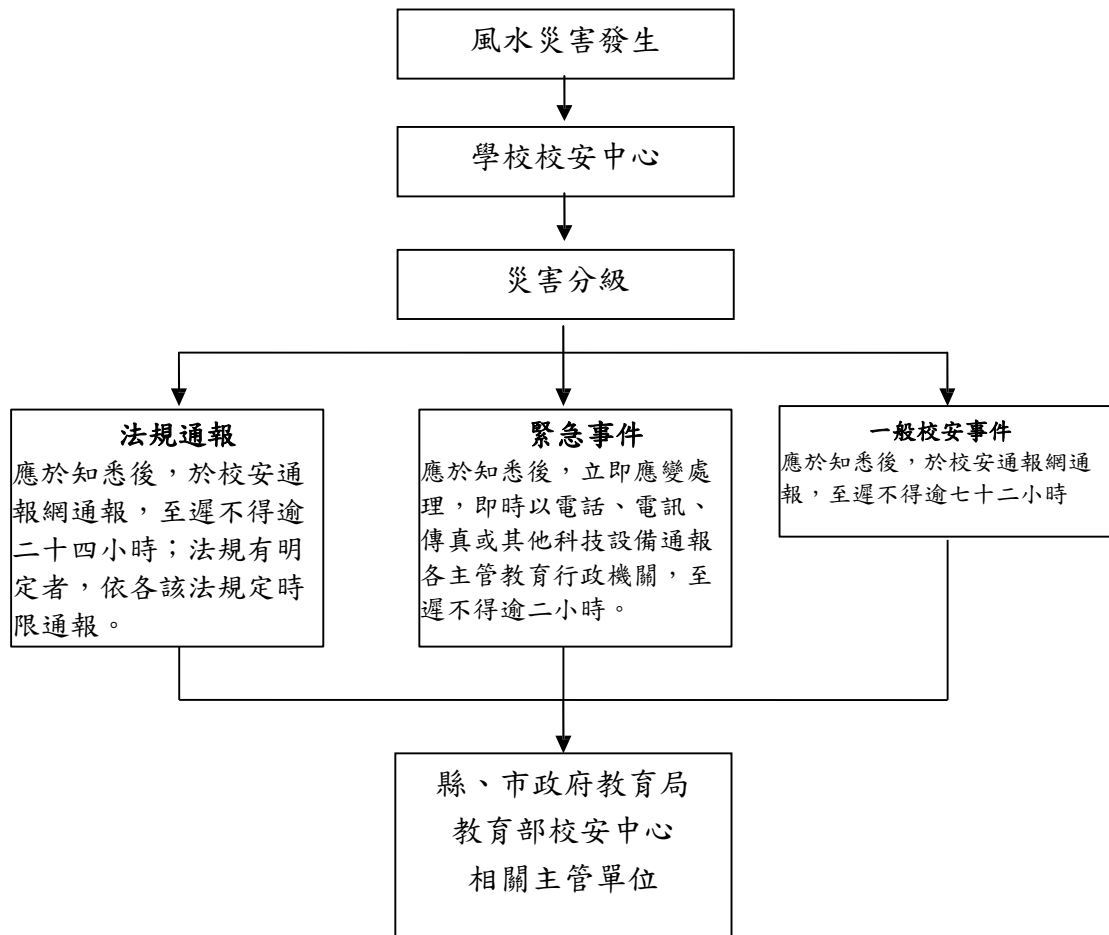 風水災害發生
學校校安中心
災害分級
法規通報
應於知悉後，於校安通
報網通報，至遲不得逾
二十四小時；法規有明
定者，依各該法規定時
限通報。
緊急事件
應於知悉後，立即應變處
理，即時以電話、電訊、
傳真或其他科技設備通報
各主管教育行政機關，至
遲不得逾二小時。
一般校安事件
應於知悉後，於校安通報網通
報，至遲不得逾七十二小時
縣、市政府教育局
教育部校安中心
相關主管單位